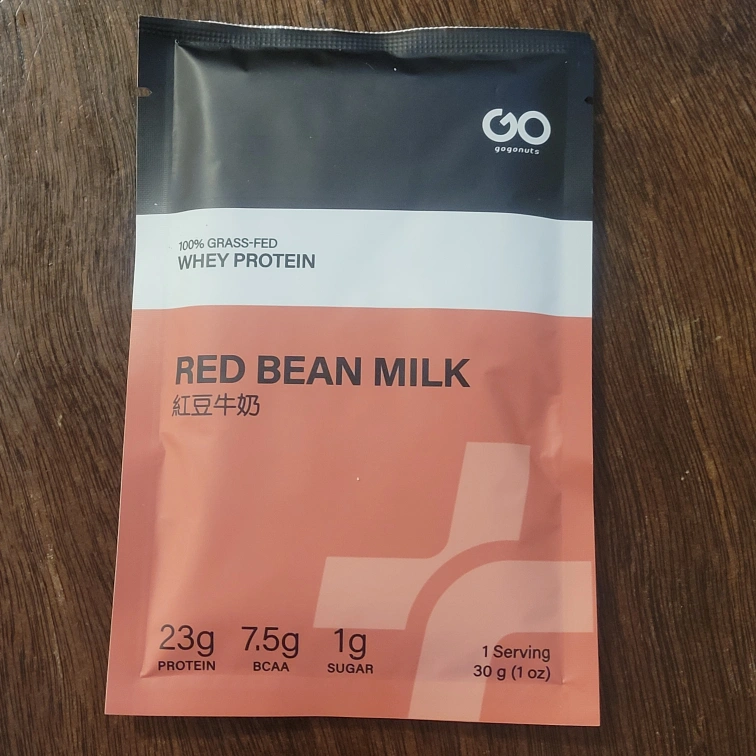 GO
gogonuts
100% GRASS-FED
WHEY PROTEIN
RED BEAN MILK
紅豆牛奶
23g 7.5g 1g
PROTEIN BCAA SUGAR
1 Serving
30 g (1 oz)